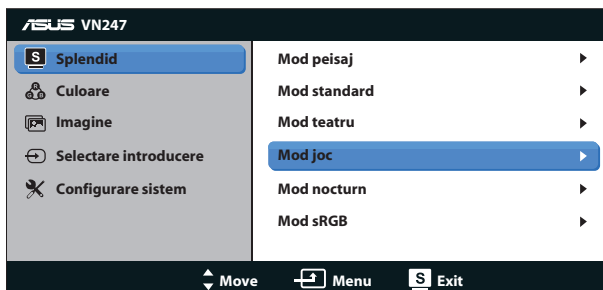 ASUS VN247
S Splendid
Culoare
Imagine
Selectare introducere
Configurare sistem
Mod peisaj
Mod standard
Mod teatru
Mod joc
Mod nocturn
Mod sRGB
Move Menu S Exit